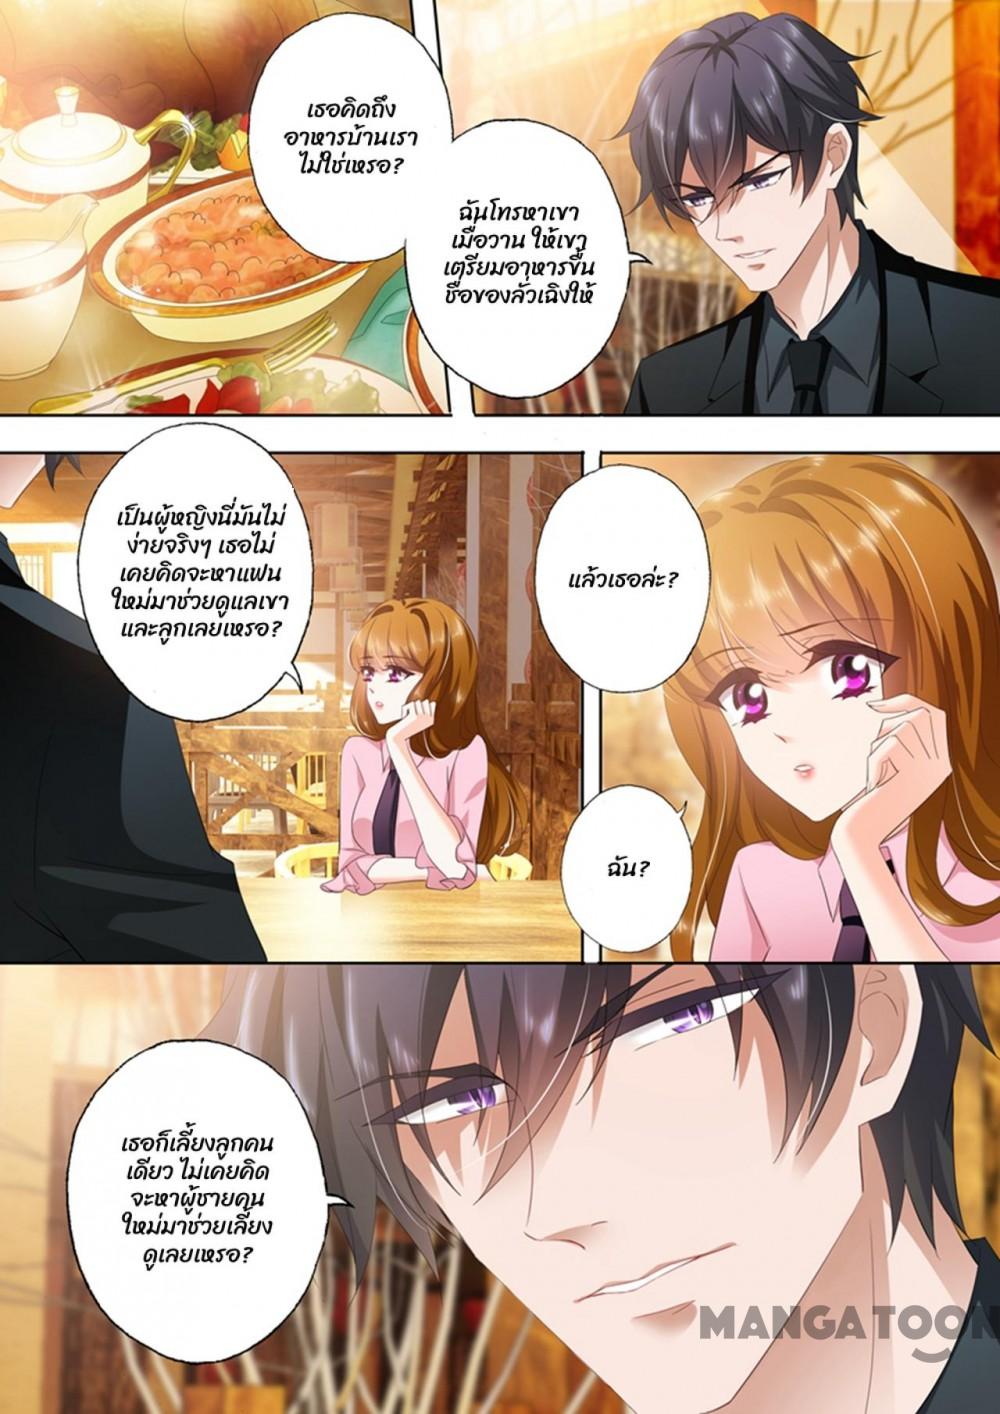 เธอคิดถึง
อาหารบ้านเรา
ไม่ใช่เหรอ?
ฉันโทรหาเขา
เมื่อวาน ให้เขา
เตรียมอาหารขึ้น
ชื่อของลั่วเฉิงให้
เป็นผู้หญิงนี่มันไม่
ง่ายจริงๆ เธอไม่
เคยคิดจะหาแฟน
ใหม่มาช่วยดูแลเขา
และลูกเลยเหรอ?
แล้วเธอล่ะ?
ฉัน?
เธอก็เลี้ยงลูกคน
เดียว ไม่เคยคิด
จะหาผู้ชายคน
ใหม่มาช่วยเลี้ยง
ดูเลยเหรอ?
MANGATOON